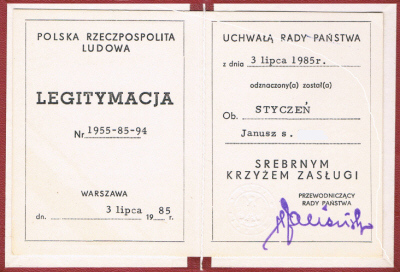 POLSKA RZECZPOSPOLITA
LUDOWA
LEGITYMACJA
Nr 1955-85-94
WARSZAWA
dn. 3 lipca 1985 r.
UCHWAŁĄ RADY PAŃSTWA
z dnia 3 lipca 1985r.
odznaczony(a) został(a)
Ob. STYCZEŃ
Janusz s.
SREBRNYM
KRZYŻEM ZASŁUGI
PRZEWODNICZĄCY
RADY PAŃSTWA